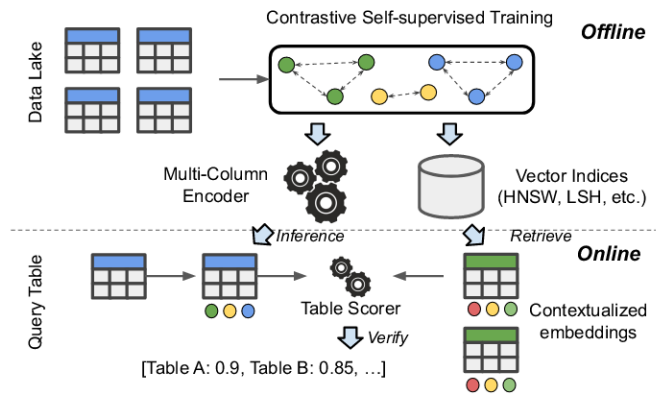 Contrastive Self-supervised Training
Offline
Data Lake
Multi-Column
Encoder
Vector Indices
(HNSW, LSH, etc.)
Inference
Retrieve
Online
Query Table
Table Scorer
Contextualized
embeddings
Verify
[Table A: 0.9, Table B: 0.85, …]